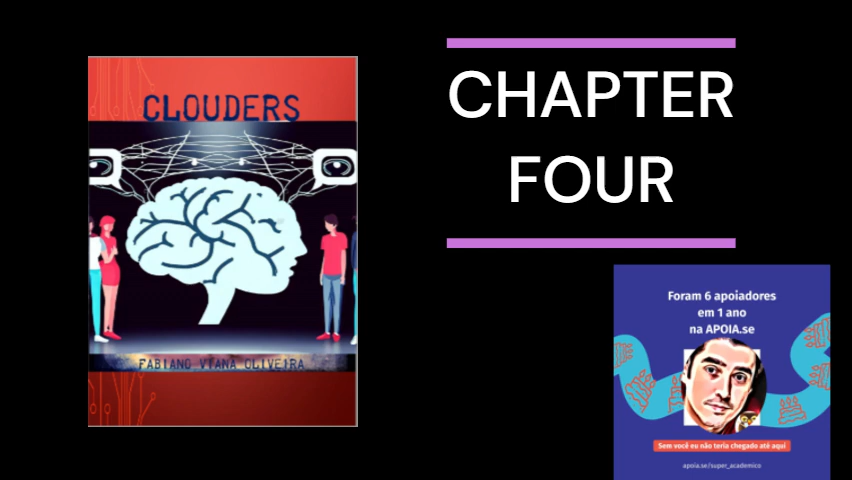 CLOUDERS
FABIANO VIANA OLIVEIRA
CHAPTER
FOUR
Foram 6 apoiadores
em 1 ano
na APOIA.se
Sem você eu não teria chegado até aqui
apoia.se/super_academico